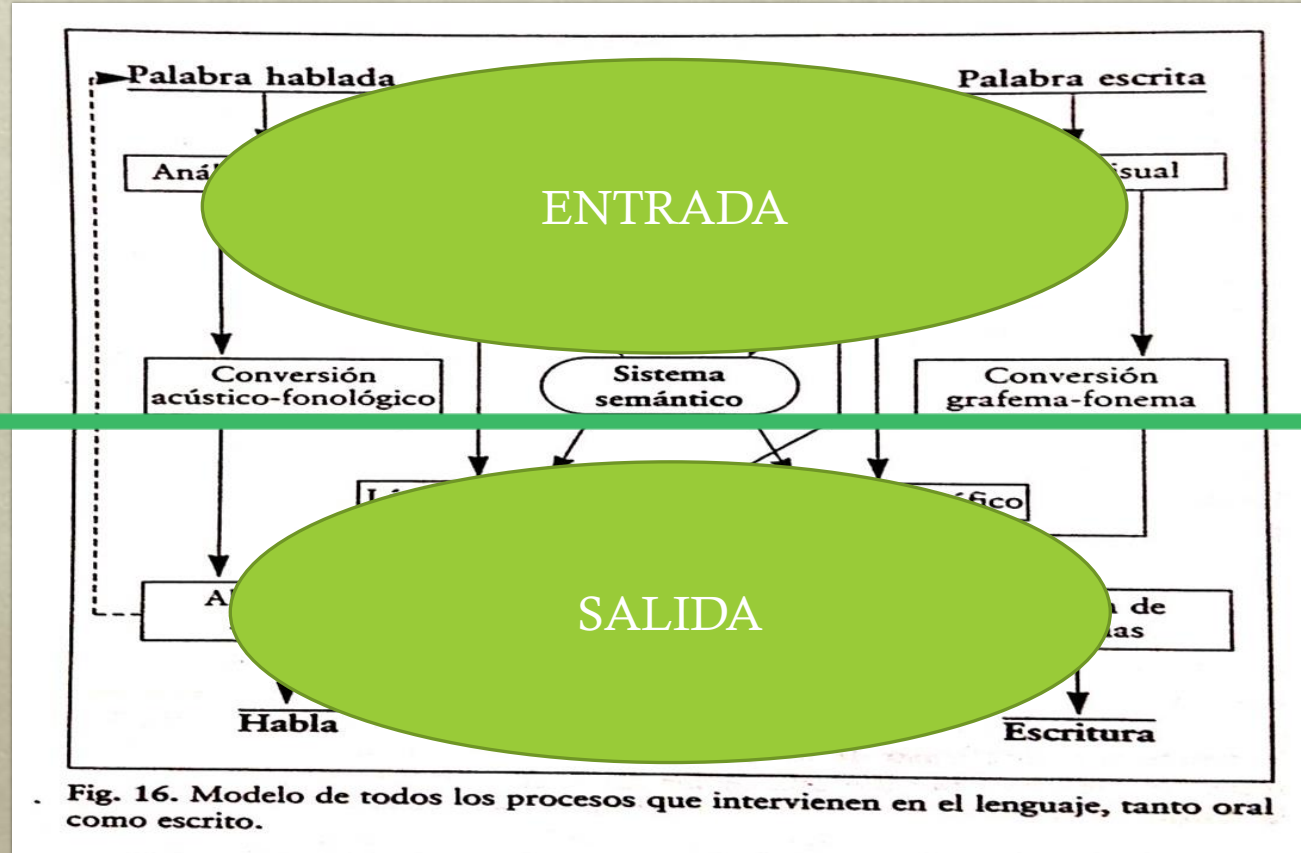 Palabra hablada
Palabra escrita
ENTRADA
Conversión
acústico-fonológico
Sistema
semántico
Conversión
grafema-fonema
SALIDA
de
Habla
Escritura
Fig. 16. Modelo de todos los procesos que intervienen en el lenguaje, tanto oral
como escrito.